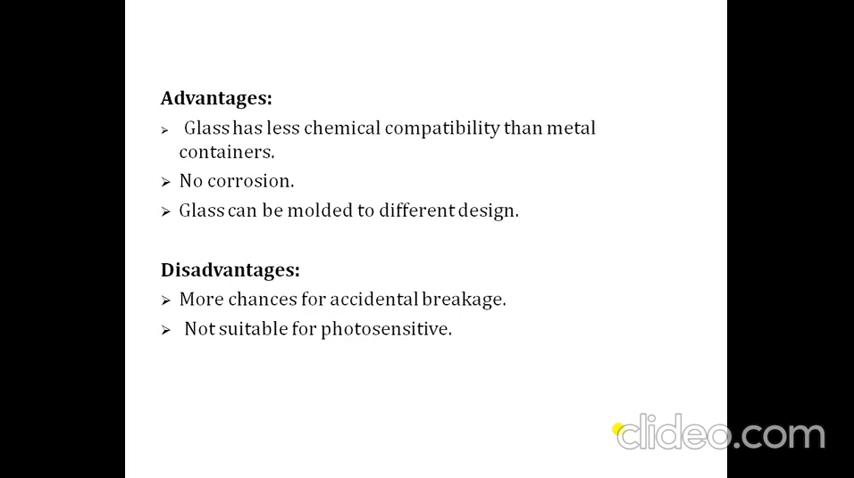 Advantages:
➢ Glass has less chemical compatibility than metal
containers.
➢ No corrosion.
➢ Glass can be molded to different design.
Disadvantages:
➢ More chances for accidental breakage.
➢ Not suitable for photosensitive.
clideo.com